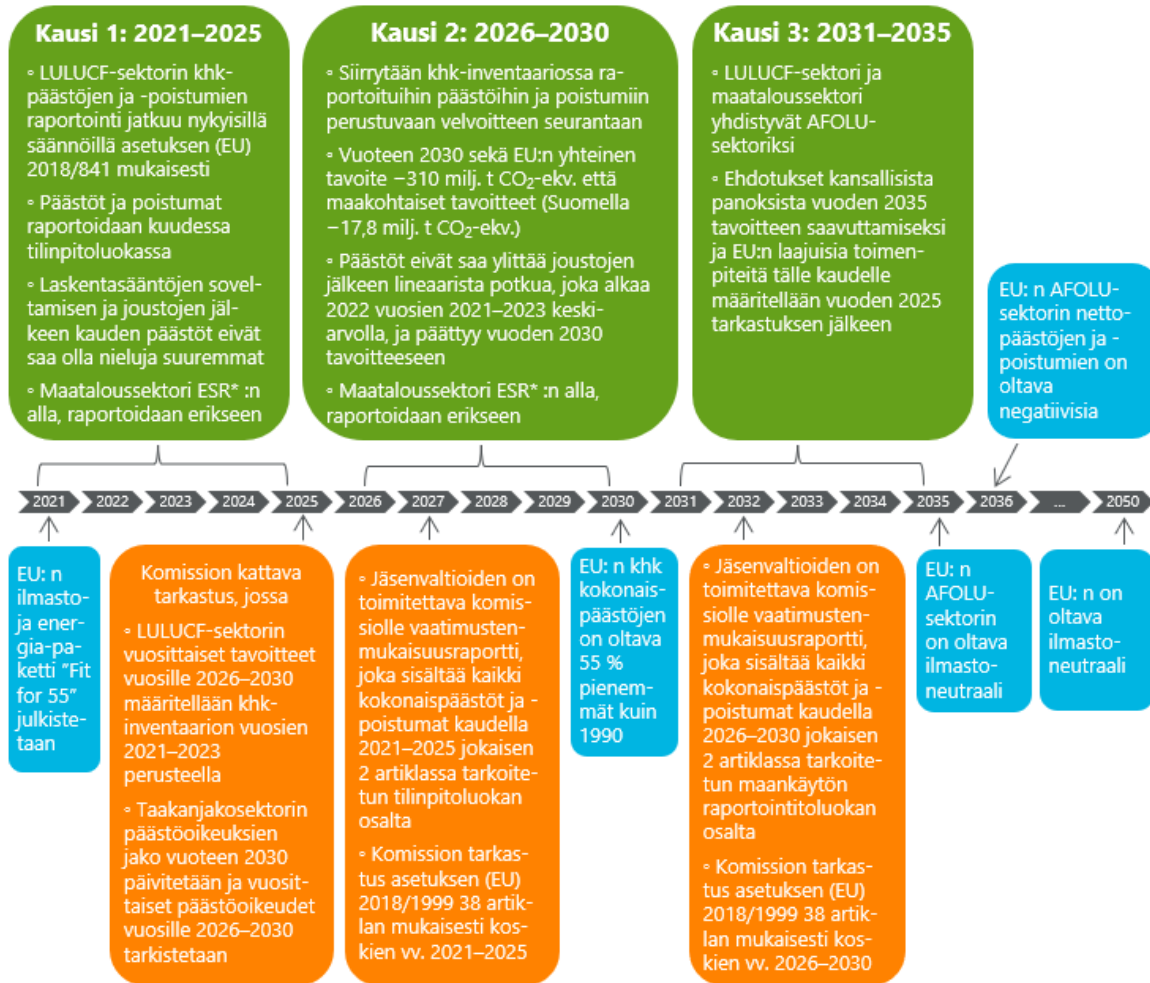 Kausi 1: 2021–2025
◦ LULUCF-sektorin khk-
päästöjen ja -poistumien
raportointi jatkuu nykyisillä
säännöillä asetuksen (EU)
2018/841 mukaisesti
◦ Päästöt ja poistumat
raportoidaan kuudessa
tilinpitoluokassa
◦ Laskentasääntöjen sovel-
tamisen ja joustojen jäl-
keen kauden päästöt eivät
saa olla nieluja suuremmat
◦ Maataloussektori ESR* :n
alla, raportoidaan erikseen
Kausi 2: 2026–2030
◦ Siirrytään khk-inventaariossa ra-
portoituihin päästöihin ja poistumiin
perustuvaan velvoitteen seurantaan
◦ Vuoteen 2030 sekä EU:n yhteinen
tavoite −310 milj. t CO₂-ekv. että
maakohtaiset tavoitteet (Suomella
−17,8 milj. t CO₂-ekv.)
◦ Päästöt eivät saa ylittää joustojen
jälkeen lineaarista potkua, joka alkaa
2022 vuosien 2021–2023 keski-
arvolla, ja päättyy vuoden 2030
tavoitteeseen
◦ Maataloussektori ESR* :n alla,
raportoidaan erikseen
Kausi 3: 2031–2035
◦ LULUCF-sektori ja
maataloussektori
yhdistyvät AFOLU-
sektoriksi
◦ Ehdotukset kansallisista
panoksista vuoden 2035
tavoitteen saavuttamiseksi
ja EU:n laajuisia toimen-
piteitä tälle kaudelle
määritellään vuoden 2025
tarkastuksen jälkeen
EU: n AFOLU-
sektorin netto-
päästöjen ja -
poistumien on
oltava
negatiivisia
2021 2022 2023 2024 2025 2026 2027 2028 2029 2030 2031 2032 2033 2034 2035 2036 ... 2050
EU: n
ilmasto-
ja ener-
gia-pa-
ketti ”Fit
for 55”
julkiste-
taan
Komission kattava
tarkastus, jossa
◦ LULUCF-sektorin
vuosittaiset tavoitteet
vuosille 2026–2030
määritellään khk-
inventaarion vuosien
2021–2023
perusteella
◦ Taakanjakosektorin
päästöoikeuksien
jako vuoteen 2030
päivitetään ja vuosit-
taiset päästöoikeudet
vuosille 2026–2030
tarkistetaan
◦ Jäsenvaltioiden on
toimitettava komis-
siolle vaatimusten-
mukaisuusraportti,
joka sisältää kaikki
kokonaispäästöt ja -
poistumat kaudella
2021–2025 jokaisen
2 artiklassa tarkoite-
tun tilinpitoluokan
osalta
◦ Komission tarkas-
tus asetuksen (EU)
2018/1999 38 artik-
lan mukaisesti kos-
kien vv. 2021–2025
EU: n khk
kokonais-
päästöjen
on oltava
55 %
pienem-
mät kuin
1990
◦ Jäsenvaltioiden on
toimitettava komis-
siolle vaatimusten-
mukaisuusraportti,
joka sisältää kaikki
kokonaispäästöt ja -
poistumat kaudella
2026–2030 jokaisen
2 artiklassa tarkoite-
tun maankäytön
raportointitoluokan
osalta
◦ Komission tarkas-
tus asetuksen (EU)
2018/1999 38 artik-
lan mukaisesti kos-
kien vv. 2026–2030
EU: n
AFOLU-
sektorin
on oltava
ilmasto-
neutraali
EU: n on
oltava
ilmasto-
neutraali